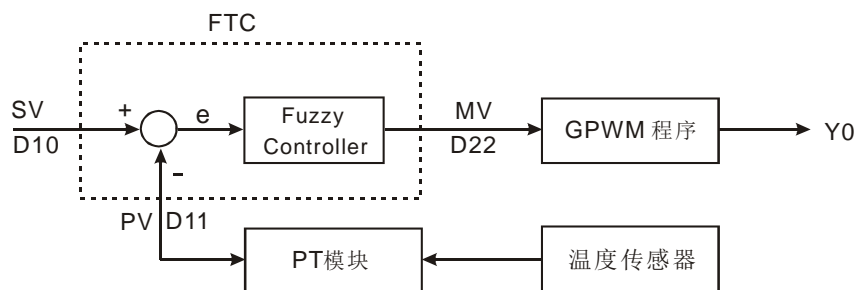 FTC
SV
D10
+
-
e
Fuzzy
Controller
MV
D22
GPWM 程序
Y0
PV
D11
PT模块
温度传感器